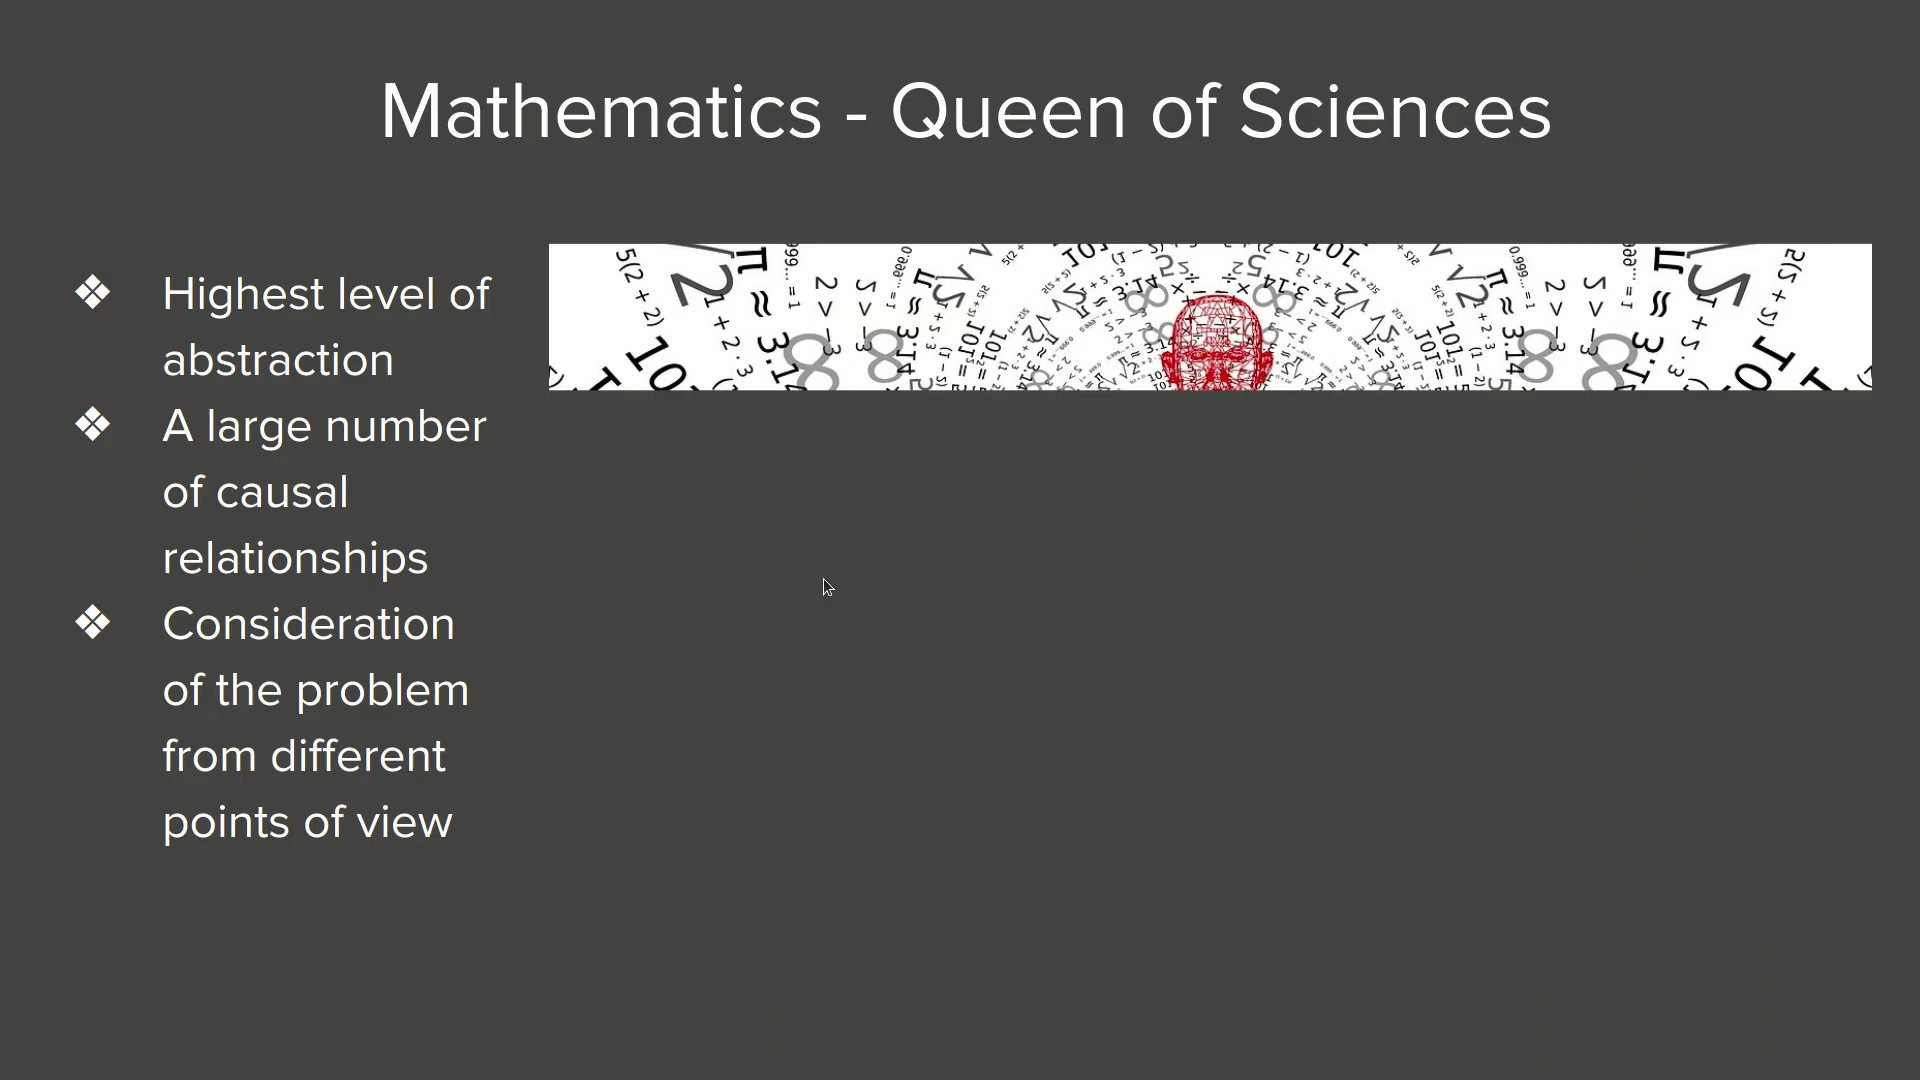 Mathematics - Queen of Sciences
❖ Highest level of
abstraction
❖ A large number
of causal
relationships
❖ Consideration
of the problem
from different
points of view